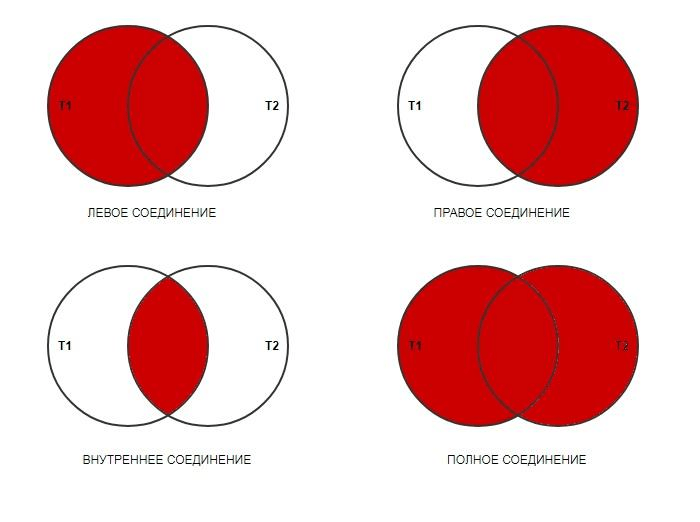 T1 T2
T1 T2
ЛЕВОЕ СОЕДИНЕНИЕ
ПРАВОЕ СОЕДИНЕНИЕ
T1 T2
T1 T2
ВНУТРЕННЕЕ СОЕДИНЕНИЕ
ПОЛНОЕ СОЕДИНЕНИЕ